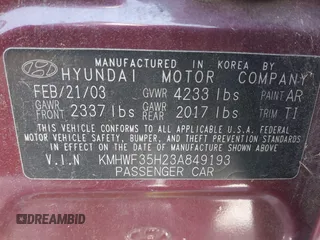 MANUFACTURED IN KOREA BY
HYUNDAI MOTOR COMPANY
FEB/21/03 GVWR 4233 lbs PAINT AR
GAWR FRONT 2337 lbs GAWR REAR 2017 lbs TRIM TI
THIS VEHICLE CONFORMS TO ALL APPLICABLE U.S. FEDERAL
MOTOR VEHICLE SAFETY, BUMPER, AND THEFT PREVENTION
STANDARDS IN EFFECT ON THE DATE OF MANUFACTURE SHOWN ABOVE.
V.I.N KMHWF35H23A849193
PASSENGER CAR
DREAMBID